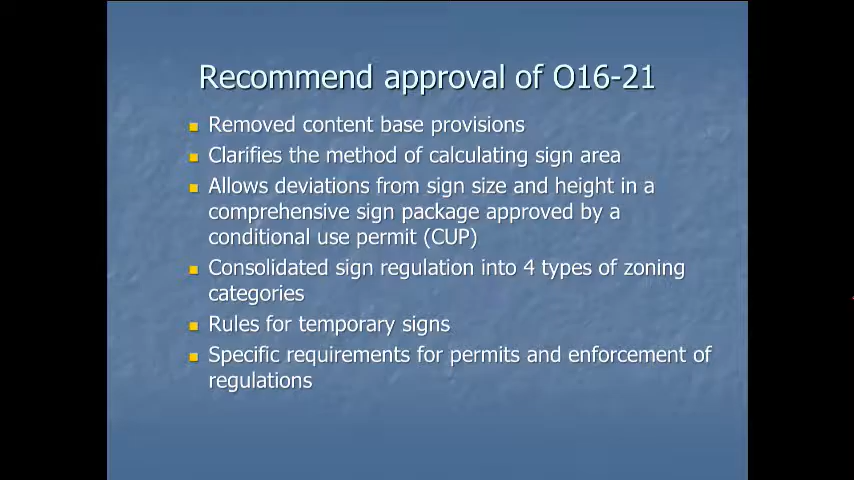 Recommend approval of O16-21
Removed content base provisions
Clarifies the method of calculating sign area
Allows deviations from sign size and height in a
comprehensive sign package approved by a
conditional use permit (CUP)
Consolidated sign regulation into 4 types of zoning
categories
Rules for temporary signs
Specific requirements for permits and enforcement of
regulations